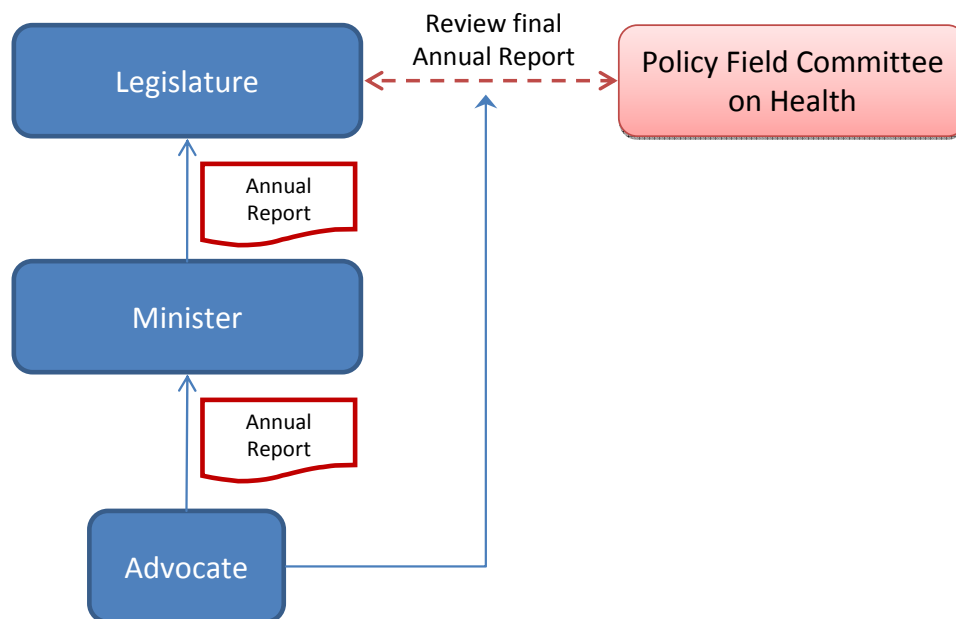 Review final
Annual Report
Legislature
Policy Field Committee
on Health
Annual
Report
Minister
Annual
Report
Advocate